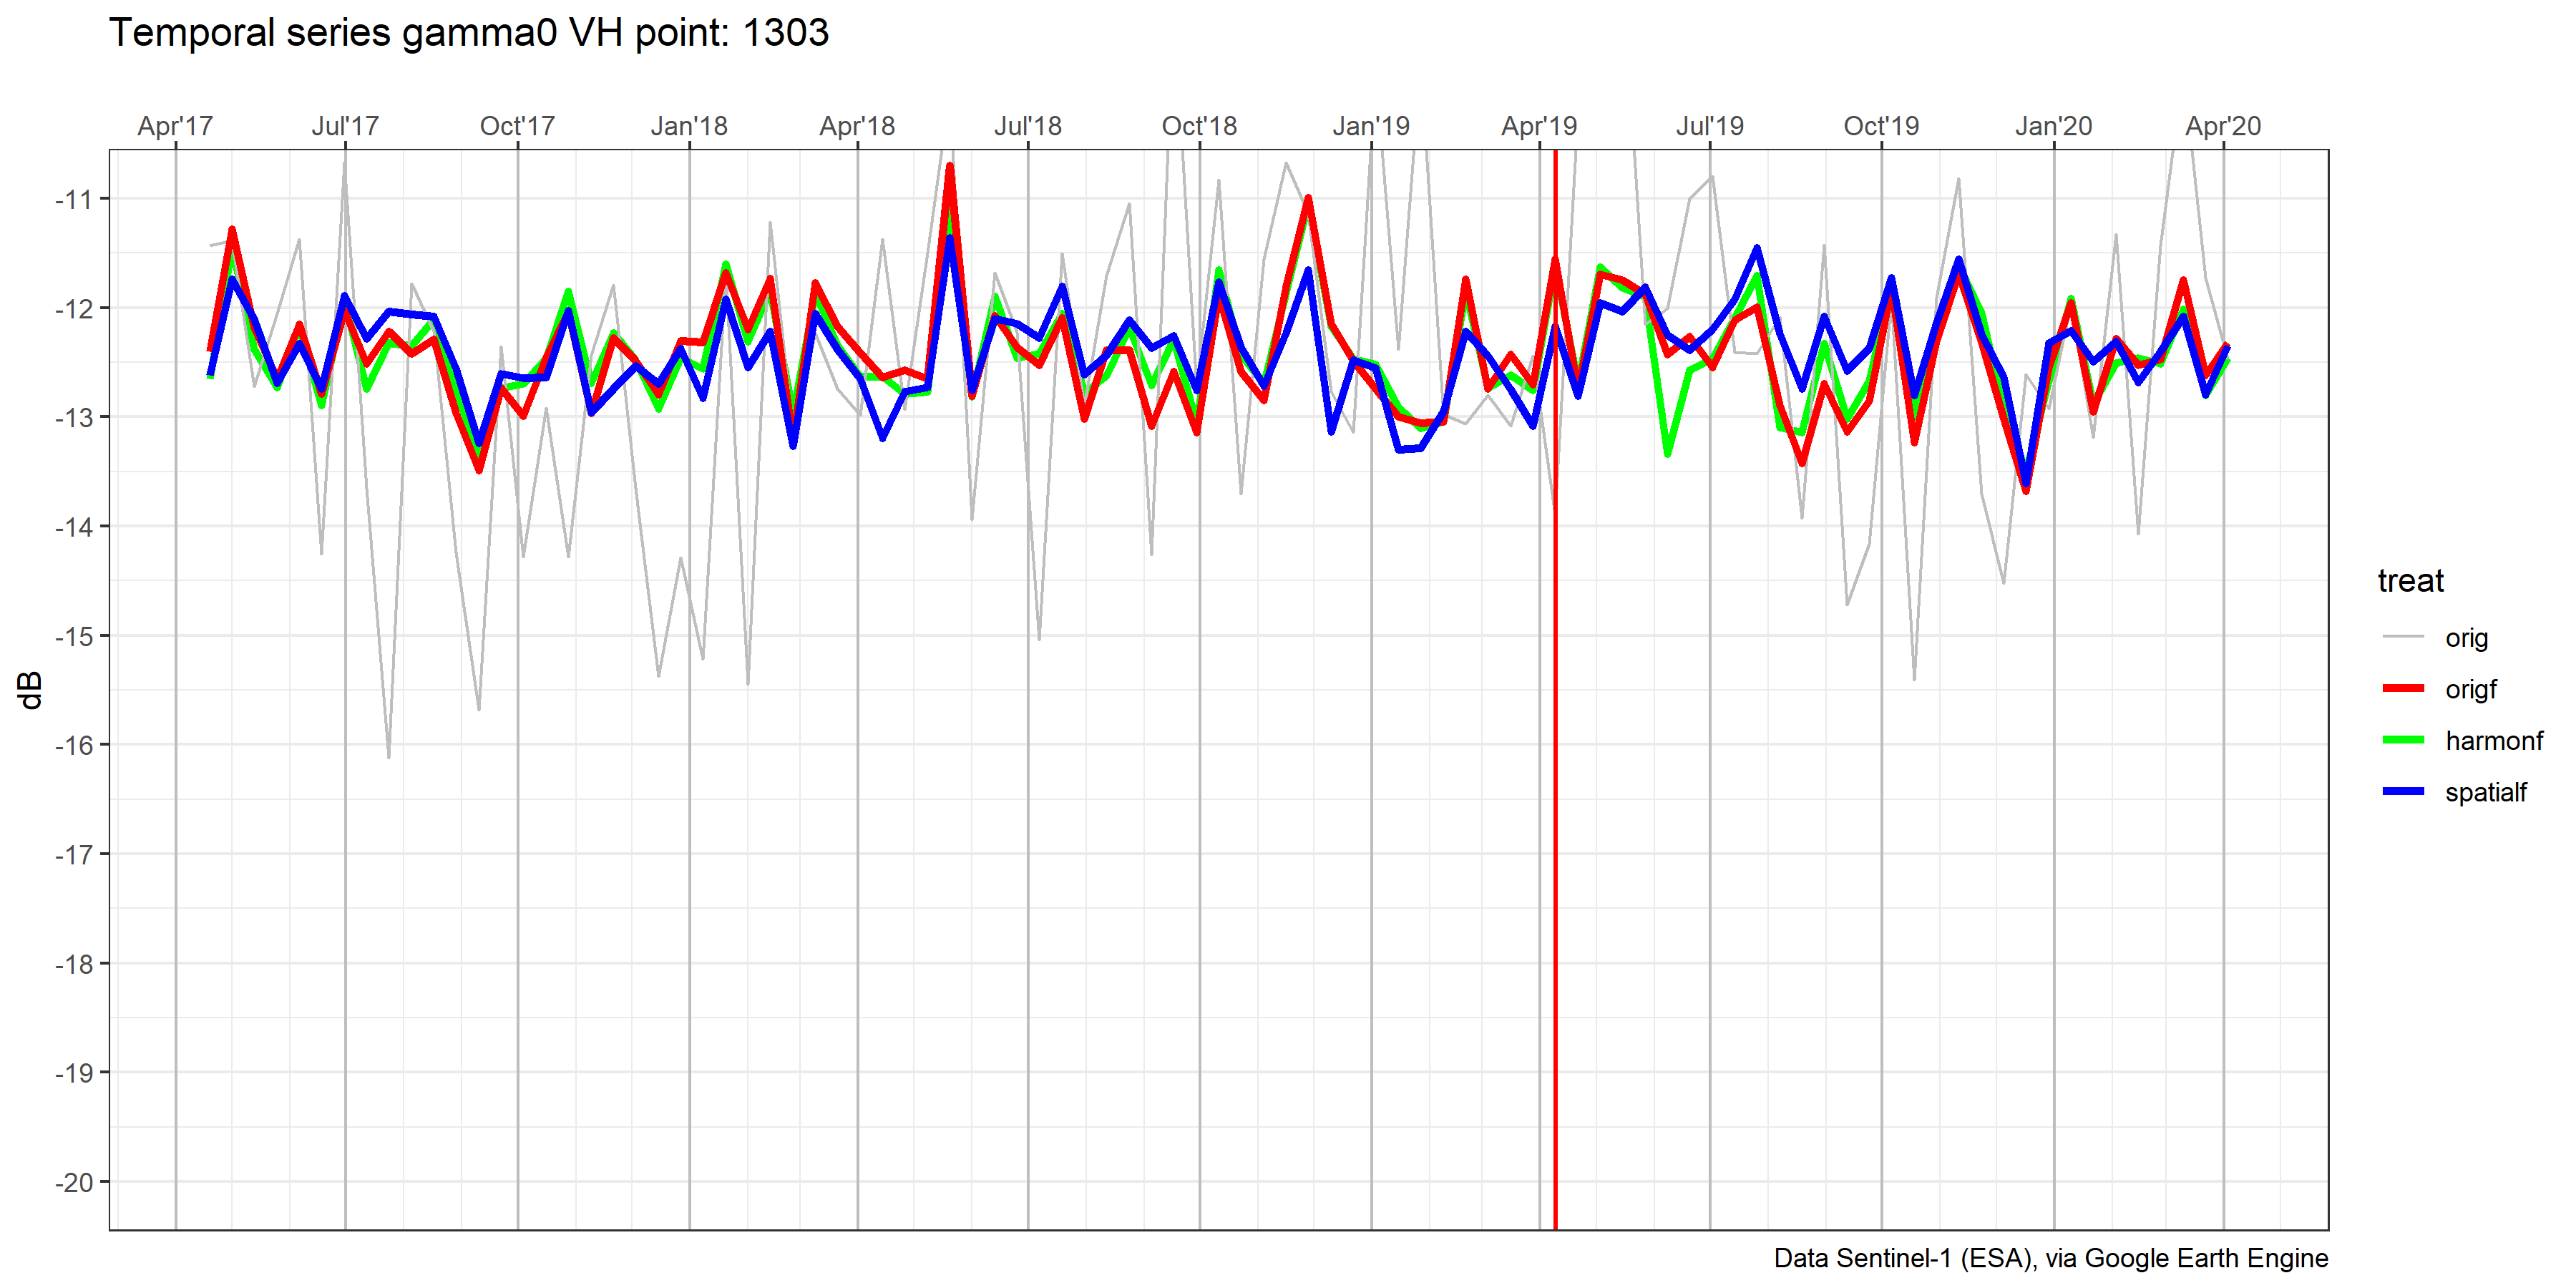 Temporal series gamma0 VH point: 1303
Apr'17 Jul'17 Oct'17 Jan'18 Apr'18 Jul'18 Oct'18 Jan'19 Apr'19 Jul'19 Oct'19 Jan'20 Apr'20
-11
-12
-13
-14
-15
-16
-17
-18
-19
-20
dB
treat
orig
origf
harmonf
spatialf
Data Sentinel-1 (ESA), via Google Earth Engine